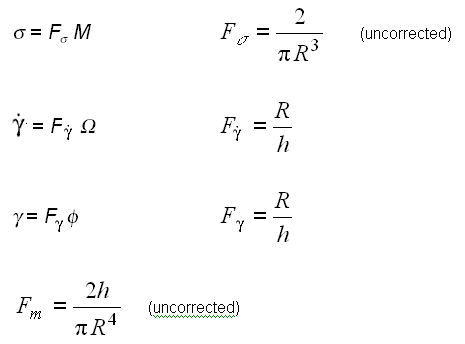 σ = F_σ M    F_σ = 2 / πR³    (uncorrected)
γ̇ = F_γ̇ Ω    F_γ̇ = R / h
γ = F_γ ϕ    F_γ = R / h
F_m = 2h / πR⁴    (uncorrected)